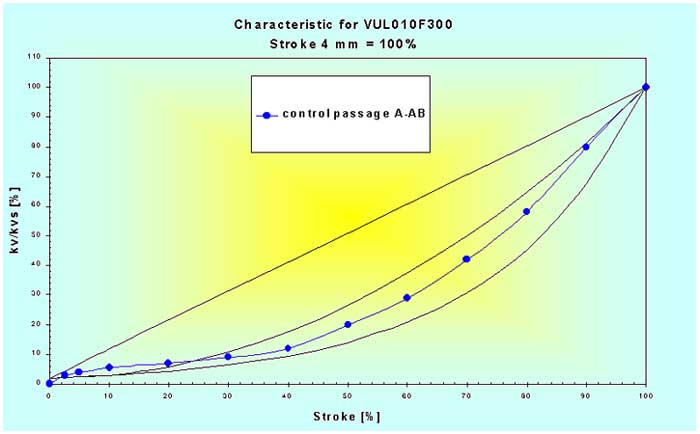 Characteristic for VUL010F300
Stroke 4 mm = 100%
control passage A-AB
kv/kvs [%]
110
100
90
80
70
60
50
40
30
20
10
0
0 10 20 30 40 50 60 70 80 90 100
Stroke [%]